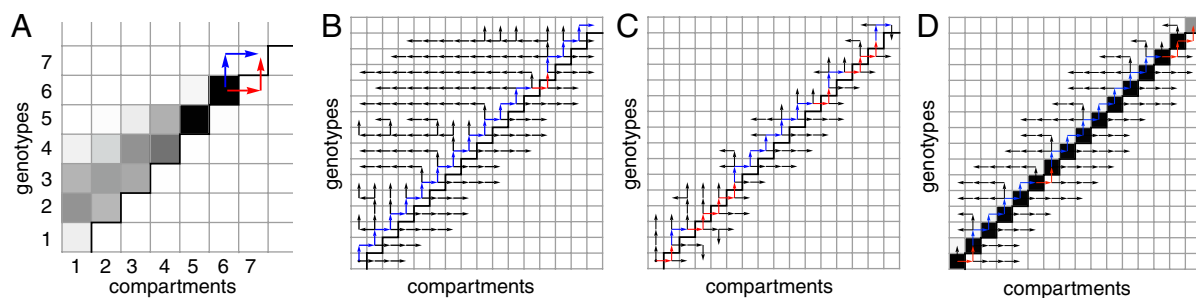 A
B
C
D
genotypes
7
6
5
4
3
2
1
1 2 3 4 5 6 7
compartments
genotypes
compartments
genotypes
compartments
genotypes
compartments